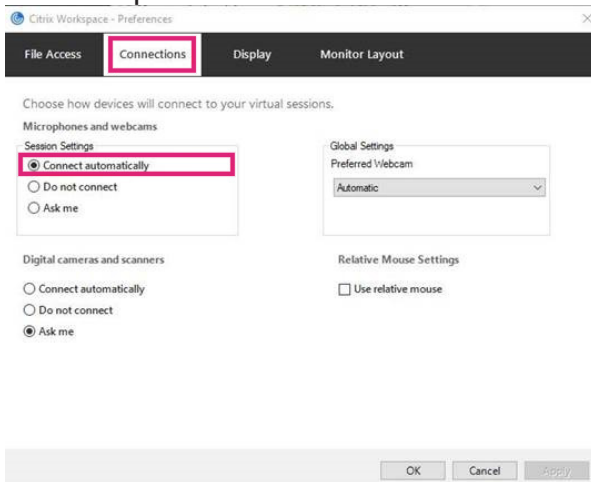 Citrix Workspace - Preferences
File Access Connections Display Monitor Layout
Choose how devices will connect to your virtual sessions.
Microphones and webcams
Session Settings
Connect automatically
Do not connect
Ask me
Global Settings
Preferred Webcam
Automatic
Digital cameras and scanners
Connect automatically
Do not connect
Ask me
Relative Mouse Settings
Use relative mouse
OK Cancel Apply